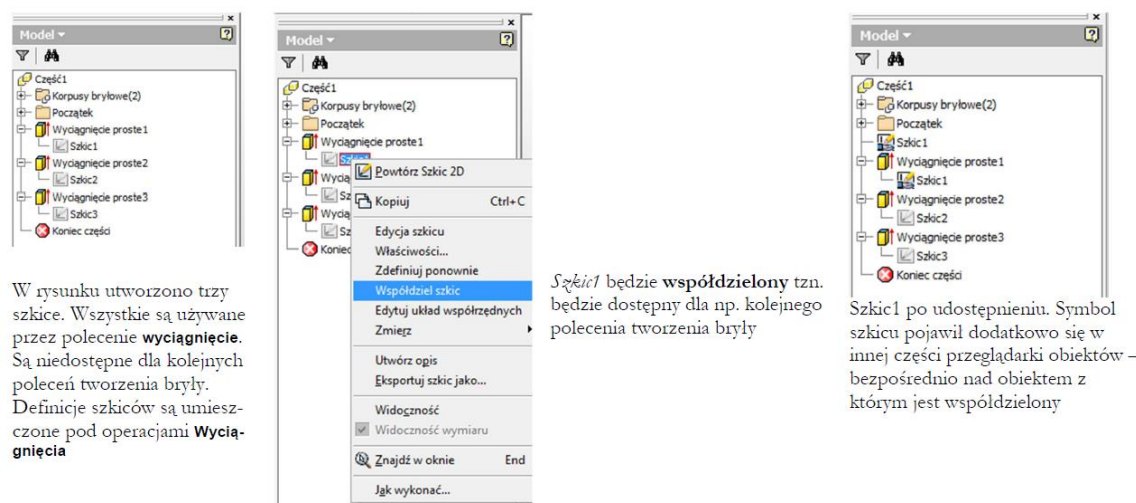 Model
Część1
Korpusy bryłowe(2)
Początek
Wyciągnięcie proste1
Szkic1
Wyciągnięcie proste2
Szkic2
Wyciągnięcie proste3
Szkic3
Koniec części
W rysunku utworzono trzy
szkice. Wszystkie są używane
przez polecenie wyciągnięcie.
Są niedostępne dla kolejnych
poleceń tworzenia bryły.
Definicje szkiców są umiesz-
czone pod operacjami Wycią-
gnięcia
Model
Część1
Korpusy bryłowe(2)
Początek
Wyciągnięcie proste1
Wycią
Sz
Wycią
Sz
Koniec
Powtórz Szkic 2D
Kopiuj Ctrl+C
Edycja szkicu
Właściwości...
Zdefiniuj ponownie
Współdziel szkic
Edytuj układ współrzędnych
Zmierz
Utwórz opis
Eksportuj szkic jako...
Widoczność
Widoczność wymiaru
Znajdź w oknie End
Jak wykonać...
Szkic1 będzie współdzielony tzn.
będzie dostępny dla np. kolejnego
polecenia tworzenia bryły
Model
Część1
Korpusy bryłowe(2)
Początek
Szkic1
Wyciągnięcie proste1
Szkic1
Wyciągnięcie proste2
Szkic2
Wyciągnięcie proste3
Szkic3
Koniec części
Szkic1 po udostępnieniu. Symbol
szkicu pojawił dodatkowo się w
innej części przeglądarki obiektów –
bezpośrednio nad obiektem z
którym jest współdzielony